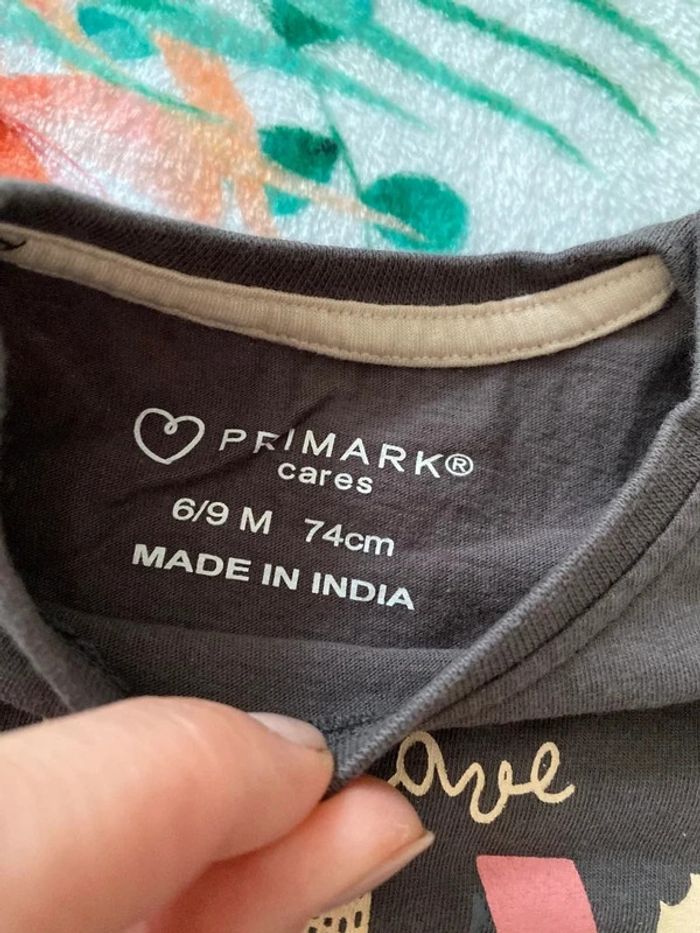 PRIMARK®
cares
6/9 M 74cm
MADE IN INDIA